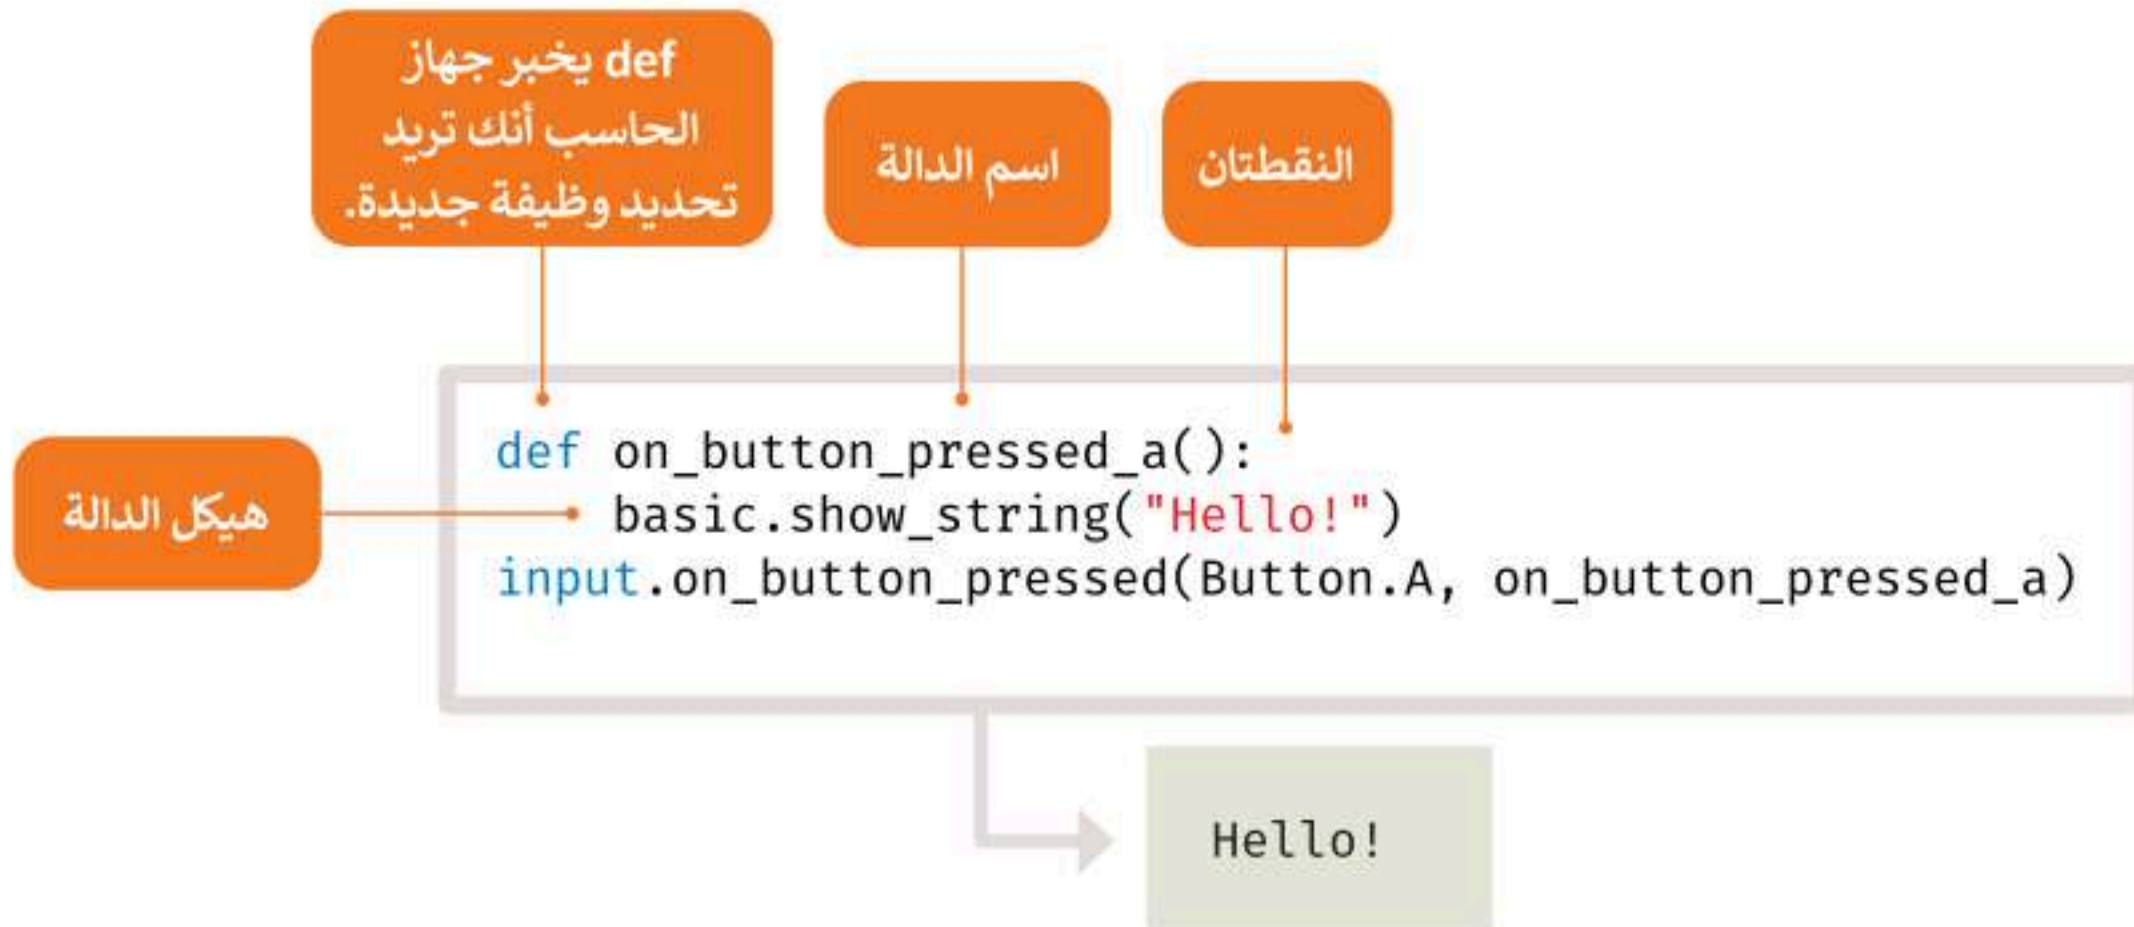 def يخبر جهاز
الحاسب أنك تريد
تحديد وظيفة جديدة.
اسم الدالة
النقطتان
هيكل الدالة
def on_button_pressed_a():
basic.show_string("Hello!")
input.on_button_pressed(Button.A, on_button_pressed_a)
Hello!